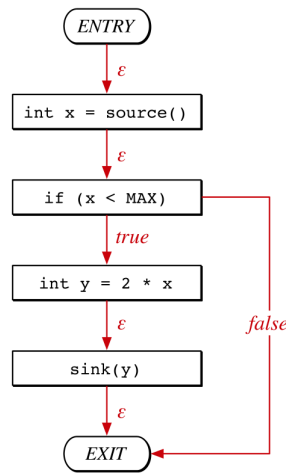 ENTRY
ε
int x = source()
ε
if (x < MAX)
true
int y = 2 * x
false
ε
sink(y)
ε
EXIT